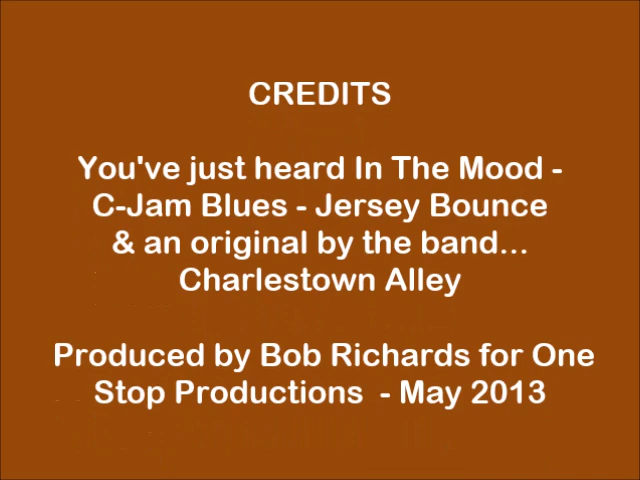 CREDITS
You've just heard In The Mood -
C-Jam Blues - Jersey Bounce
& an original by the band...
Charlestown Alley
Produced by Bob Richards for One
Stop Productions - May 2013